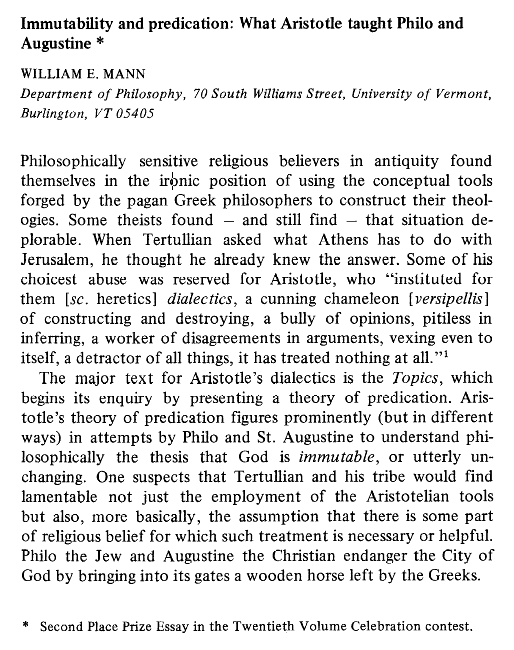 Immutability and predication: What Aristotle taught Philo and
Augustine *
WILLIAM E. MANN
Department of Philosophy, 70 South Williams Street, University of Vermont,
Burlington, VT 05405
Philosophically sensitive religious believers in antiquity found
themselves in the ironic position of using the conceptual tools
forged by the pagan Greek philosophers to construct their theol-
ogies. Some theists found – and still find – that situation de-
plorable. When Tertullian asked what Athens has to do with
Jerusalem, he thought he already knew the answer. Some of his
choicest abuse was reserved for Aristotle, who “instituted for
them [sc. heretics] dialectics, a cunning chameleon [versipellis]
of constructing and destroying, a bully of opinions, pitiless in
inferring, a worker of disagreements in arguments, vexing even to
itself, a detractor of all things, it has treated nothing at all.”1
The major text for Aristotle’s dialectics is the Topics, which
begins its enquiry by presenting a theory of predication. Aris-
totle’s theory of predication figures prominently (but in different
ways) in attempts by Philo and St. Augustine to understand phi-
losophically the thesis that God is immutable, or utterly un-
changing. One suspects that Tertullian and his tribe would find
lamentable not just the employment of the Aristotelian tools
but also, more basically, the assumption that there is some part
of religious belief for which such treatment is necessary or helpful.
Philo the Jew and Augustine the Christian endanger the City of
God by bringing into its gates a wooden horse left by the Greeks.
* Second Place Prize Essay in the Twentieth Volume Celebration contest.